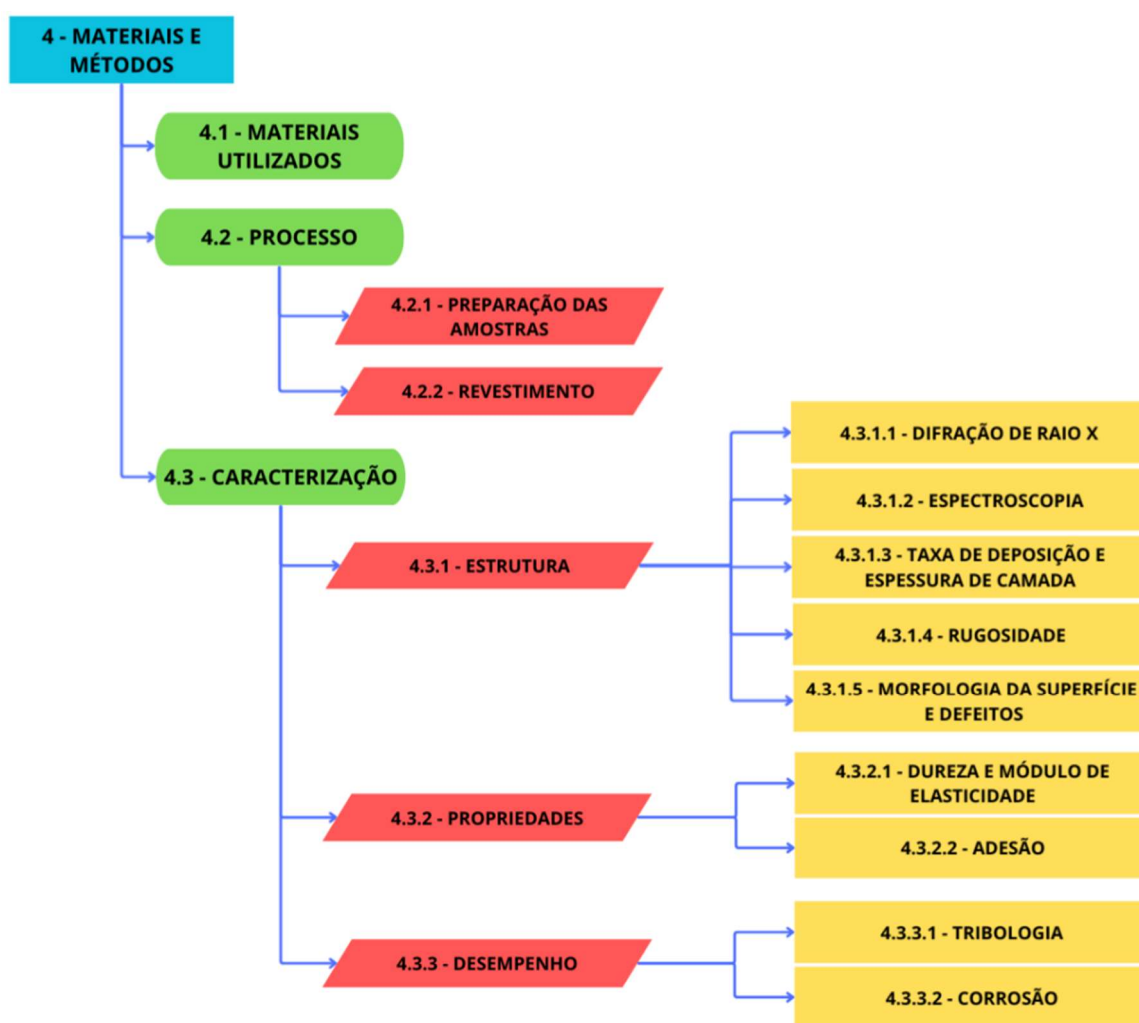 4 - MATERIAIS E
MÉTODOS
4.1 - MATERIAIS
UTILIZADOS
4.2 - PROCESSO
4.2.1 - PREPARAÇÃO DAS
AMOSTRAS
4.2.2 - REVESTIMENTO
4.3 - CARACTERIZAÇÃO
4.3.1 - ESTRUTURA
4.3.1.1 - DIFRAÇÃO DE RAIO X
4.3.1.2 - ESPECTROSCOPIA
4.3.1.3 - TAXA DE DEPOSIÇÃO E
ESPESSURA DE CAMADA
4.3.1.4 - RUGOSIDADE
4.3.1.5 - MORFOLOGIA DA SUPERFÍCIE
E DEFEITOS
4.3.2 - PROPRIEDADES
4.3.2.1 - DUREZA E MÓDULO DE
ELASTICIDADE
4.3.2.2 - ADESÃO
4.3.3 - DESEMPENHO
4.3.3.1 - TRIBOLOGIA
4.3.3.2 - CORROSÃO